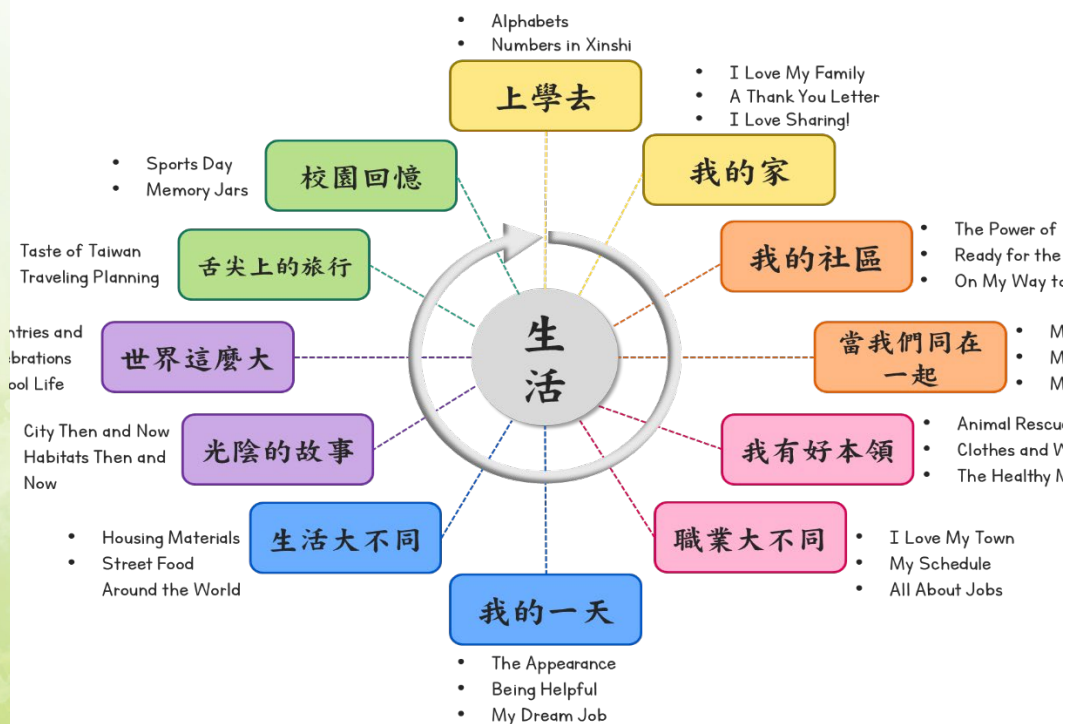 • Alphabets
• Numbers in Xinshi
上學去
• I Love My Family
• A Thank You Letter
• I Love Sharing!
我的家
• The Power of
• Ready for the
• On My Way to
我的社區
當我們同在
一起
• Animal
• Clothes and
• The Healthy
我有好本領
• I Love My Town
• My Schedule
• All About Jobs
職業大不同
我的一天
• The Appearance
• Being Helpful
• My Dream Job
生活大不同
• Housing Materials
• Street Food
Around the World
光陰的故事
City Then and Now
Habitats Then and
Now
世界這麼大
and
Life
舌尖上的旅行
Taste of Taiwan
Traveling Planning
校園回憶
• Sports Day
• Memory Jars
生
活